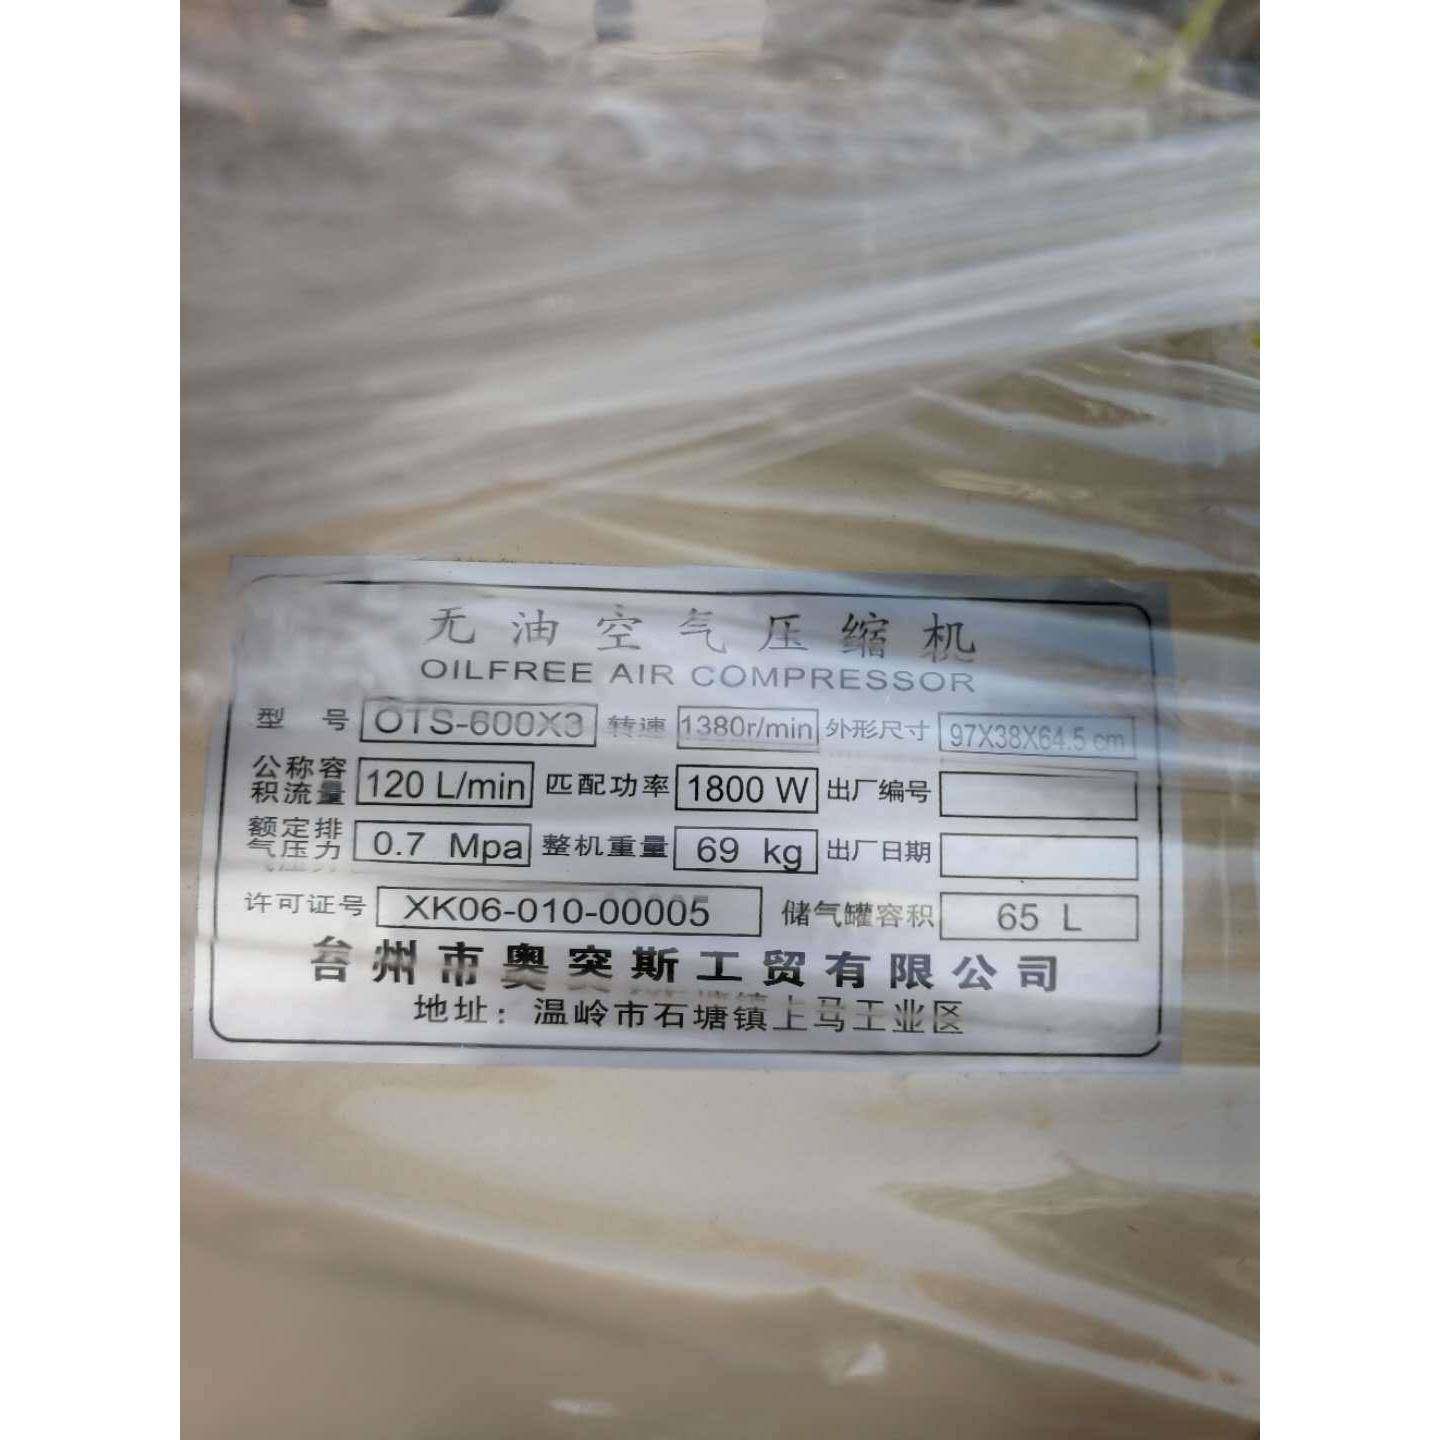 无油空气压缩机
OILFREE AIR COMPRESSOR
型 号 OTS-600X3 转速 1380r/min 外形尺寸 97X38X64.5 cm
公称容积流量 120 L/min 匹配功率 1800 W 出厂编号
额定排气压力 0.7 Mpa 整机重量 69 kg 出厂日期
许可证号 XK06-010-00005 储气罐容积 65 L
台州市奥突斯工贸有限公司
地址：温岭市石塘镇上马工业区